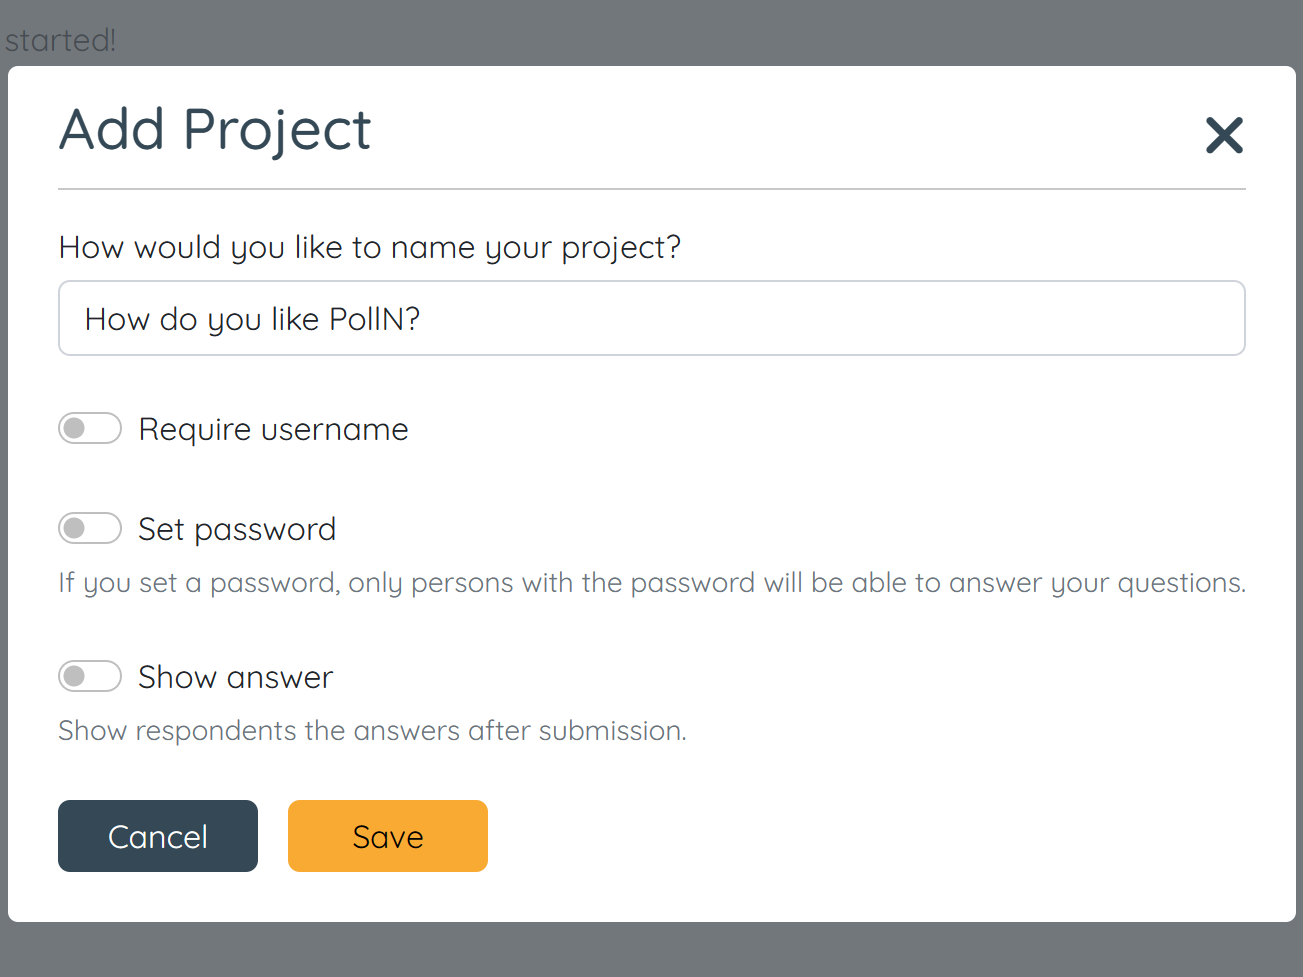 started!
Add Project
How would you like to name your project?
How do you like PollN?
Require username
Set password
If you set a password, only persons with the password will be able to answer your questions.
Show answer
Show respondents the answers after submission.
Cancel
Save